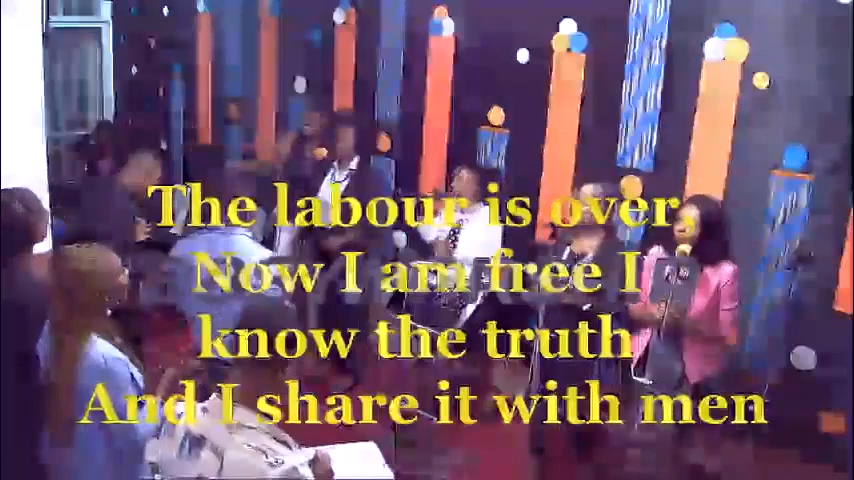 The labour is over
Now I am free I
know the truth
And I share it with men